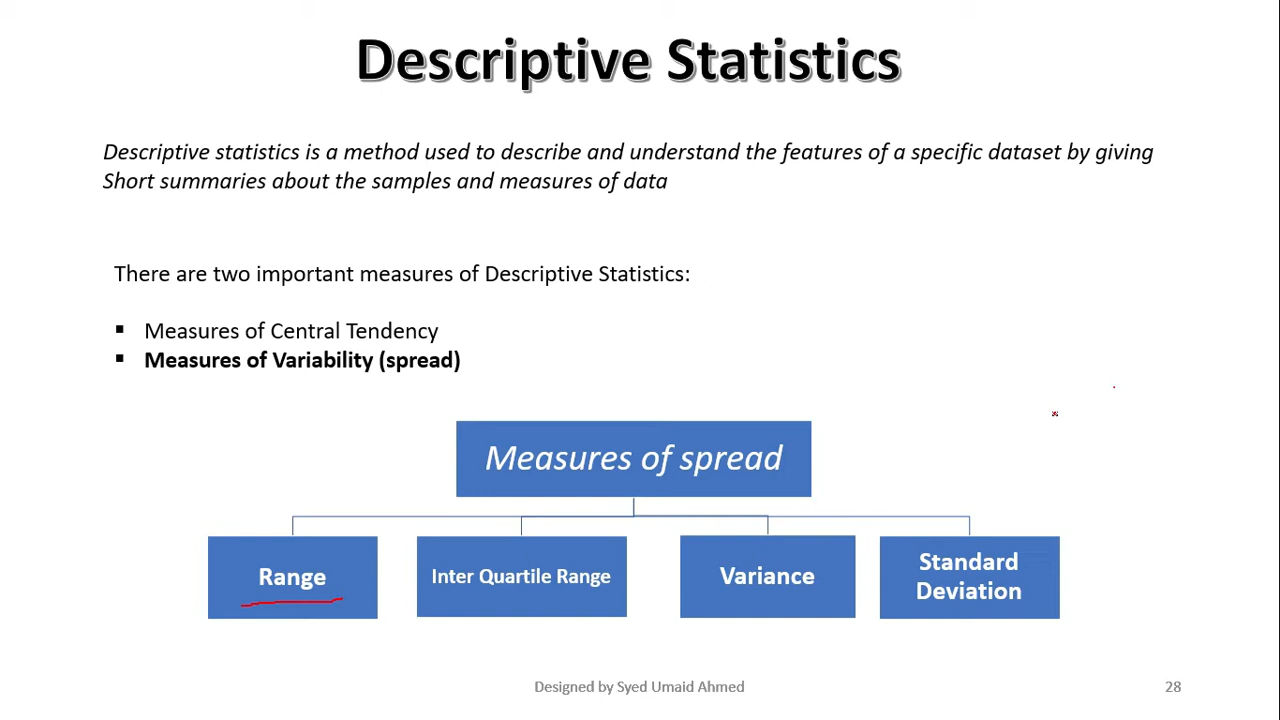 Descriptive Statistics
Descriptive statistics is a method used to describe and understand the features of a specific dataset by giving
Short summaries about the samples and measures of data
There are two important measures of Descriptive Statistics:
▪ Measures of Central Tendency
▪ Measures of Variability (spread)
Measures of spread
Range
Inter Quartile Range
Variance
Standard
Deviation
Designed by Syed Umaid Ahmed
28